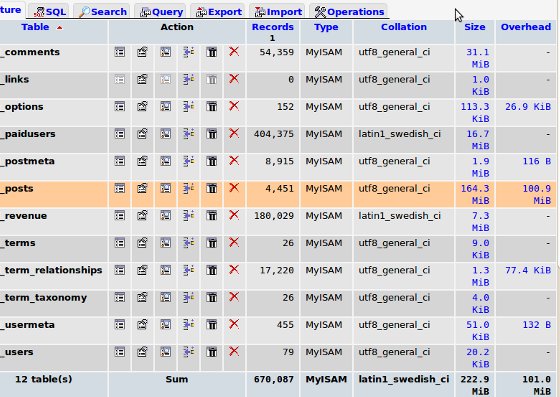 ture SQL Search Query Export Import Operations
Table Action Records Type Collation Size Overhead
1
_comments 54,359 MyISAM utf8_general_ci 31.1 MiB -
_links 0 MyISAM utf8_general_ci 1.0 KiB -
_options 152 MyISAM utf8_general_ci 113.3 KiB 26.9 KiB
_paidusers 404,375 MyISAM latin1_swedish_ci 16.7 MiB -
_postmeta 8,915 MyISAM utf8_general_ci 1.9 MiB 116 B
_posts 4,451 MyISAM utf8_general_ci 164.3 MiB 100.9 MiB
_revenue 180,029 MyISAM latin1_swedish_ci 7.3 MiB -
_terms 26 MyISAM utf8_general_ci 9.0 KiB -
_term_relationships 17,220 MyISAM utf8_general_ci 1.3 MiB 77.4 KiB
_term_taxonomy 26 MyISAM utf8_general_ci 4.0 KiB -
_usermeta 455 MyISAM utf8_general_ci 51.0 KiB 132 B
_users 79 MyISAM utf8_general_ci 20.2 KiB -
12 table(s) Sum 670,087 MyISAM latin1_swedish_ci 222.9 MiB 101.0 MiB